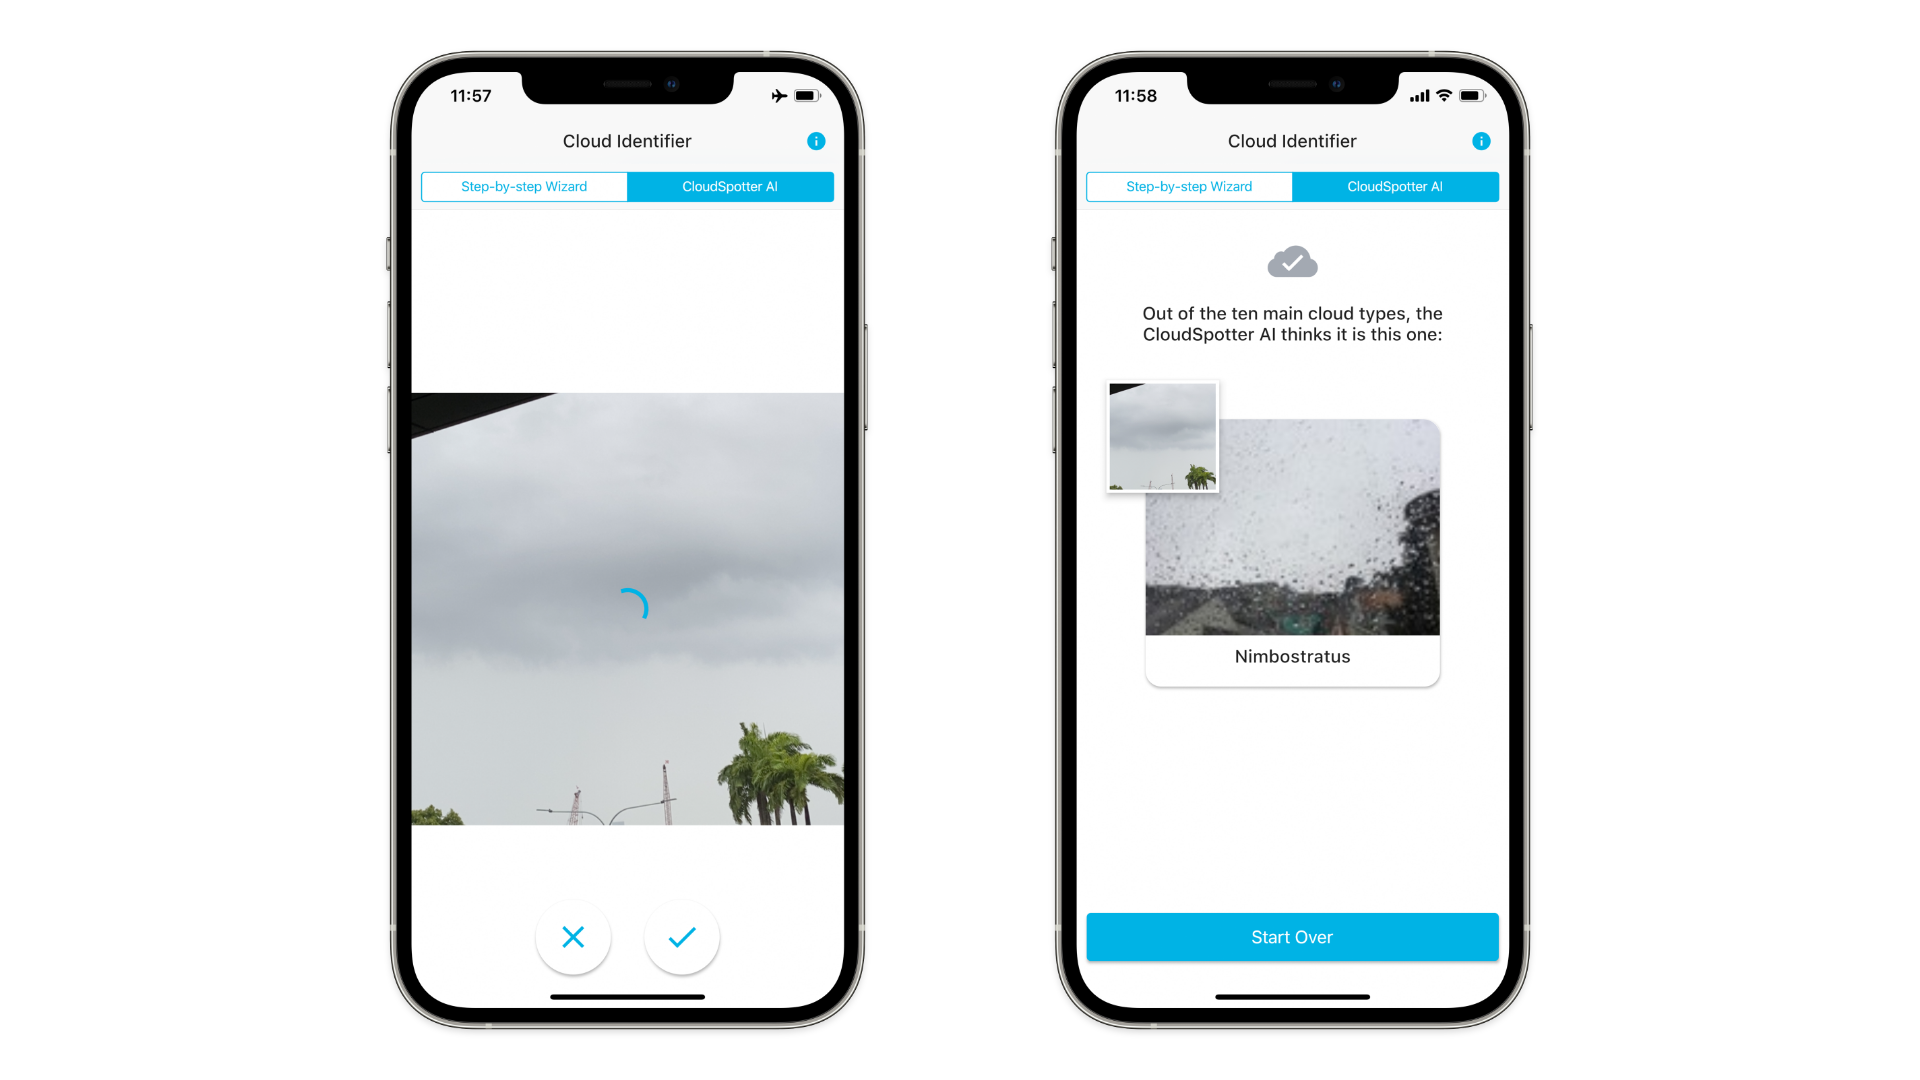 11:57
Cloud Identifier
Step-by-step Wizard
CloudSpotter AI
11:58
Cloud Identifier
Step-by-step Wizard
CloudSpotter AI
Out of the ten main cloud types, the
CloudSpotter AI thinks it is this one:
Nimbostratus
Start Over